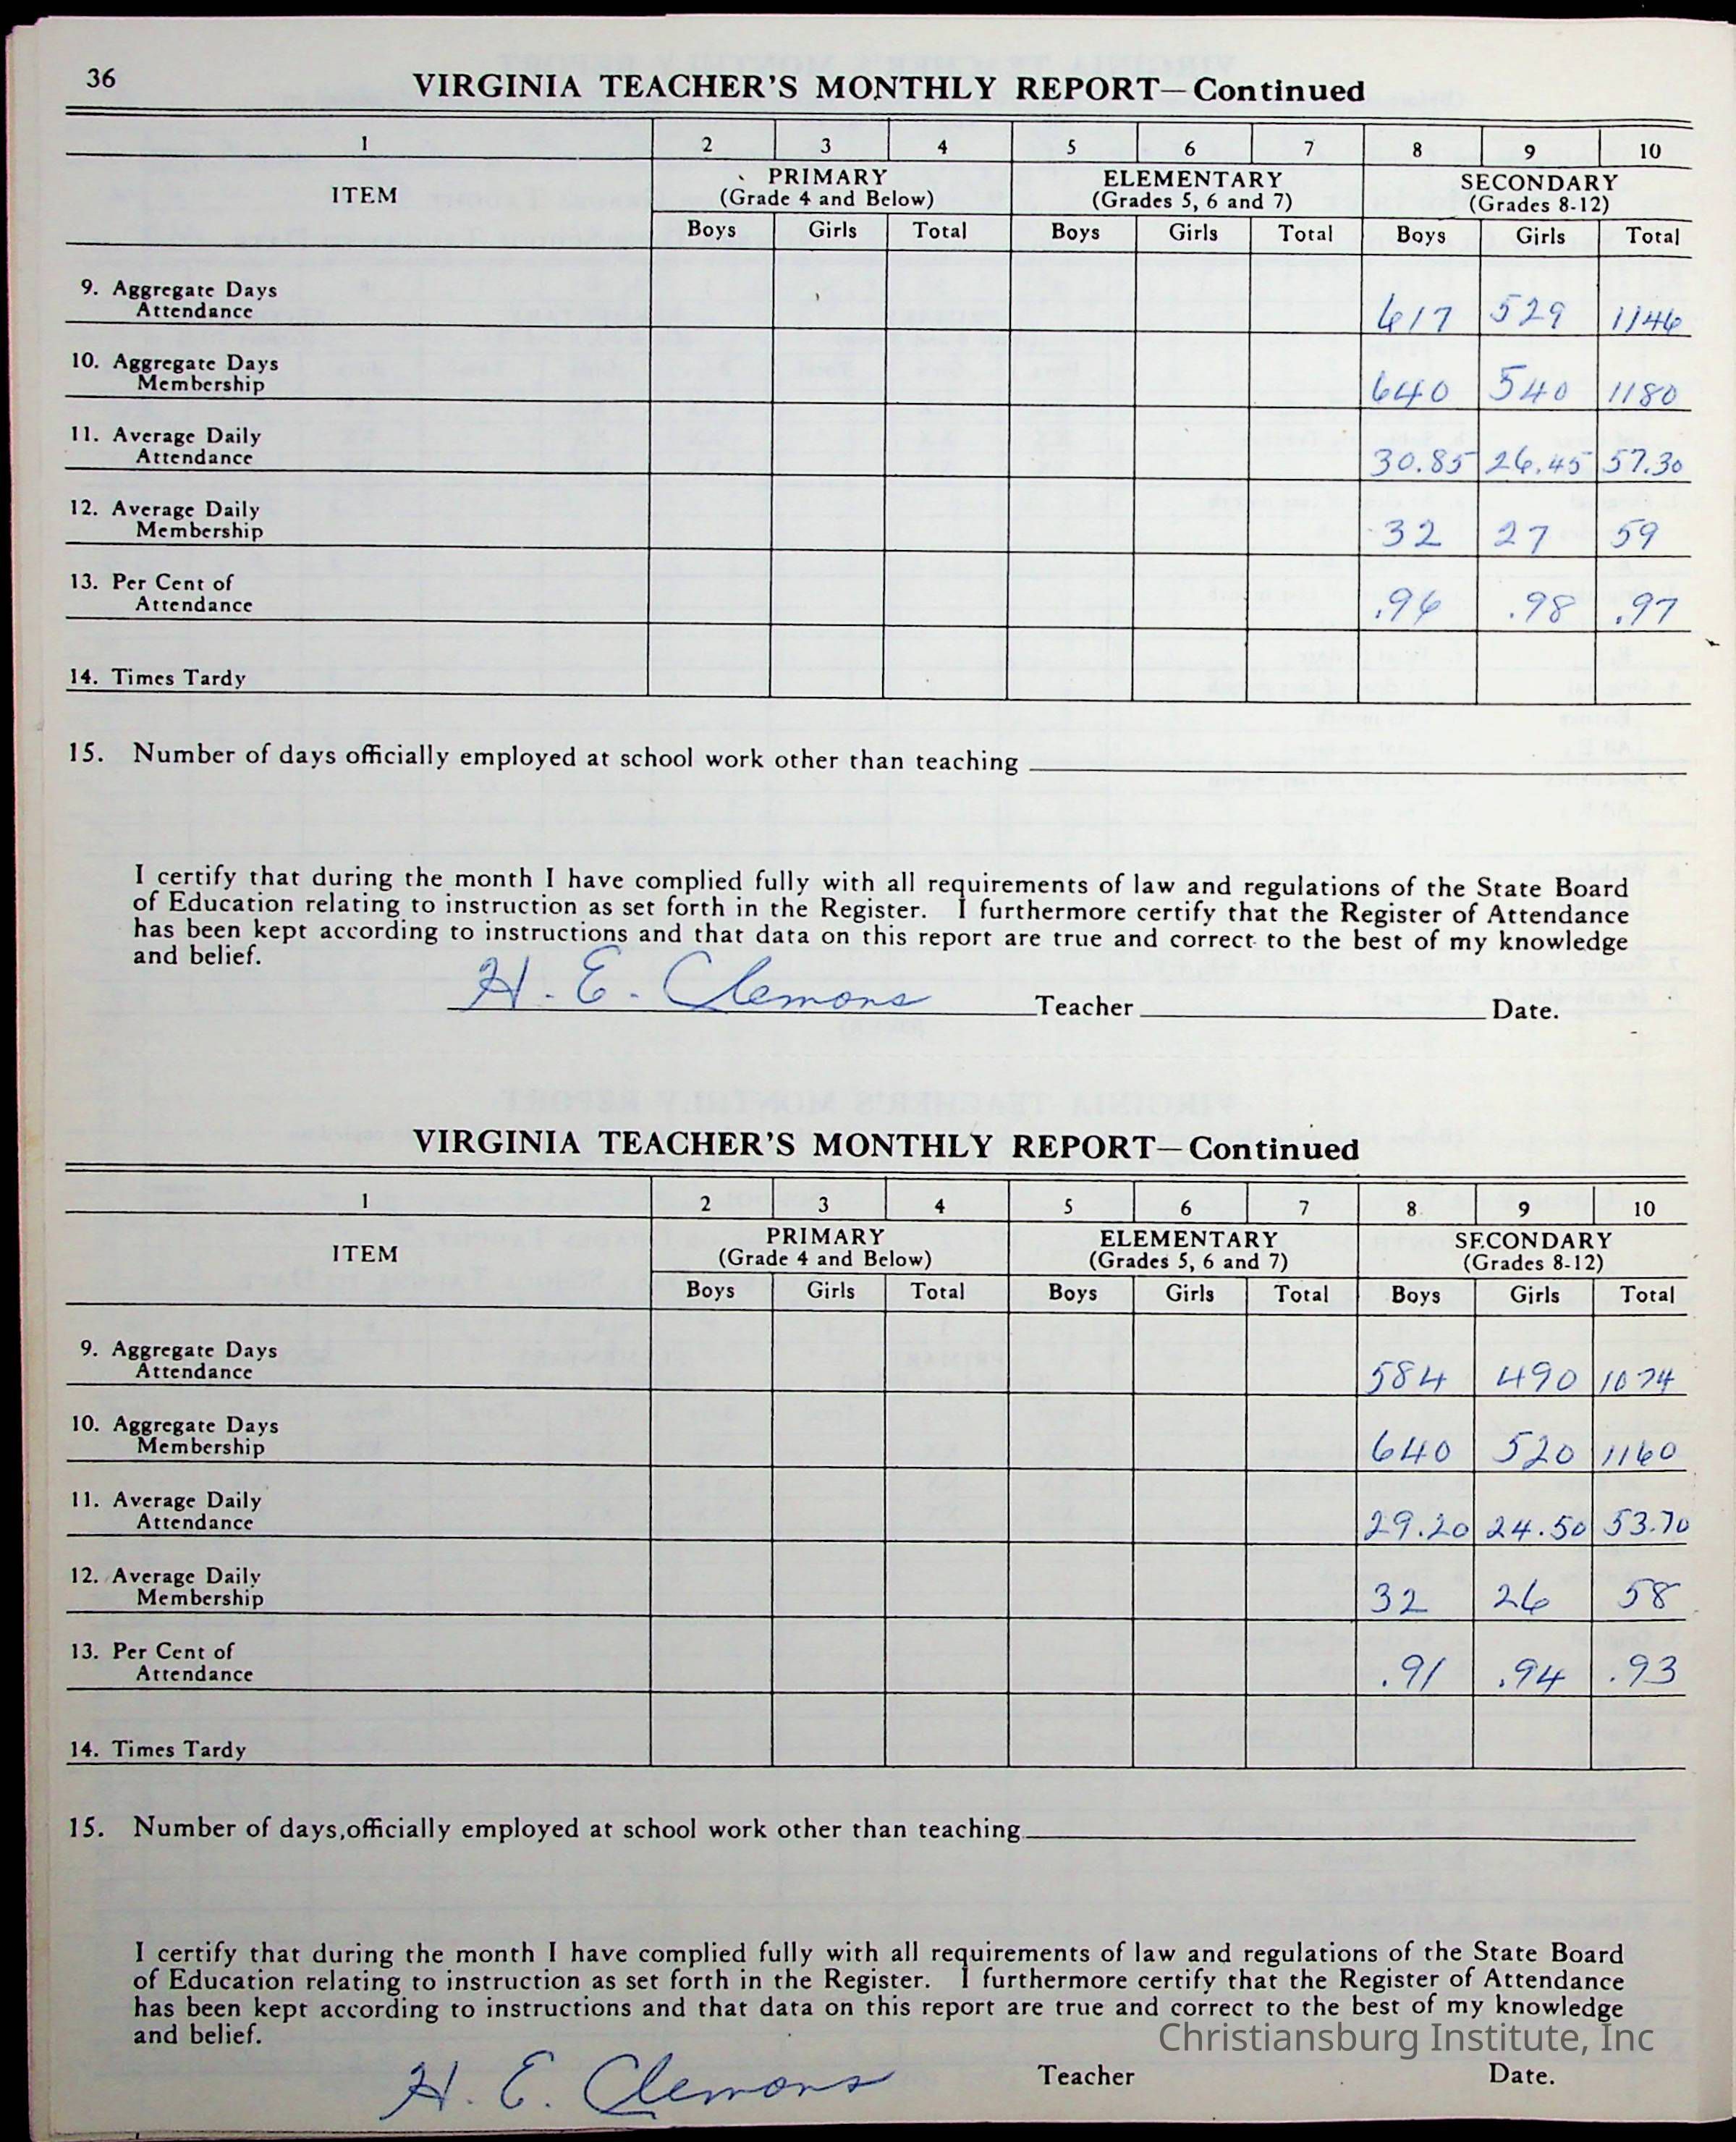 36
VIRGINIA TEACHER'S MONTHLY REPORT—Continued
1 2 3 4 5 6 7 8 9 10
ITEM PRIMARY (Grade 4 and Below) ELEMENTARY (Grades 5, 6 and 7) SECONDARY (Grades 8-12)
Boys Girls Total Boys Girls Total Boys Girls Total
9. Aggregate Days
Attendance 617 529 1146
10. Aggregate Days
Membership 640 540 1180
11. Average Daily
Attendance 30.85 26.45 57.30
12. Average Daily
Membership 32 27 59
13. Per Cent of
Attendance .96 .98 .97
14. Times Tardy
15. Number of days officially employed at school work other than teaching
I certify that during the month I have complied fully with all requirements of law and regulations of the State Board
of Education relating to instruction as set forth in the Register. I furthermore certify that the Register of Attendance
has been kept according to instructions and that data on this report are true and correct to the best of my knowledge
and belief.
H. E. Clemons Teacher Date.
VIRGINIA TEACHER'S MONTHLY REPORT—Continued
1 2 3 4 5 6 7 8 9 10
ITEM PRIMARY (Grade 4 and Below) ELEMENTARY (Grades 5, 6 and 7) SECONDARY (Grades 8-12)
Boys Girls Total Boys Girls Total Boys Girls Total
9. Aggregate Days
Attendance 584 490 1074
10. Aggregate Days
Membership 640 520 1160
11. Average Daily
Attendance 29.20 24.50 53.70
12. Average Daily
Membership 32 26 58
13. Per Cent of
Attendance .91 .94 .93
14. Times Tardy
15. Number of days officially employed at school work other than teaching
I certify that during the month I have complied fully with all requirements of law and regulations of the State Board
of Education relating to instruction as set forth in the Register. I furthermore certify that the Register of Attendance
has been kept according to instructions and that data on this report are true and correct to the best of my knowledge
and belief.
Christiansburg Institute, Inc
H. E. Clemons Teacher Date.